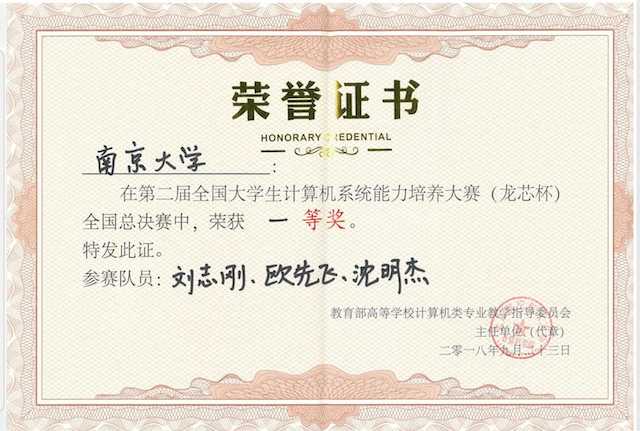 荣誉证书
HONORARY CREDENTIAL
南京大学：
在第二届全国大学生计算机系统能力培养大赛（龙芯杯）
全国总决赛中，荣获 一 等奖。
特发此证。
参赛队员：刘志刚、欧先飞、沈明杰
教育部高等学校计算机类专业教学指导委员会
主任单位（代章）
二零一八年九月二十三日